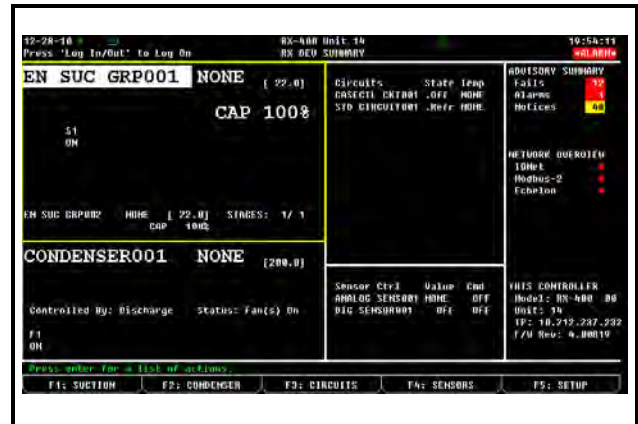 12-28-10
RX-400 Unit 14
19:54:11
Press 'Log In/Out' to Log On
RX DEV SUMMARY
*ALARM*
EN SUC GRP001 NONE [ 22.0]
CAP 100%
S1
ON
EN SUC GRP002 NONE [ 22.0] STAGES: 1/ 1
CAP 100%
CONDENSER001 NONE [200.0]
Controlled By: Discharge Status: Fan(s) On
F1
ON
Circuits State Temp
CASECTL CKT001 .OFF NONE
STD CIRCUIT001 .Refr NONE
Sensor Ctrl Value Cmd
ANALOG SENSR01 NONE OFF
DIG SENSOR001 OFF OFF
ADVISORY SUMMARY
Fails 12
Alarms 1
Notices 40
NETWORK OVERVIEW
IONet
Modbus-2
Echelon
THIS CONTROLLER
Model: RX-400 00
Unit: 14
IP: 10.212.237.232
F/W Rev: 4.00B19
Press enter for a list of actions.
F1: SUCTION F2: CONDENSER F3: CIRCUITS F4: SENSORS F5: SETUP